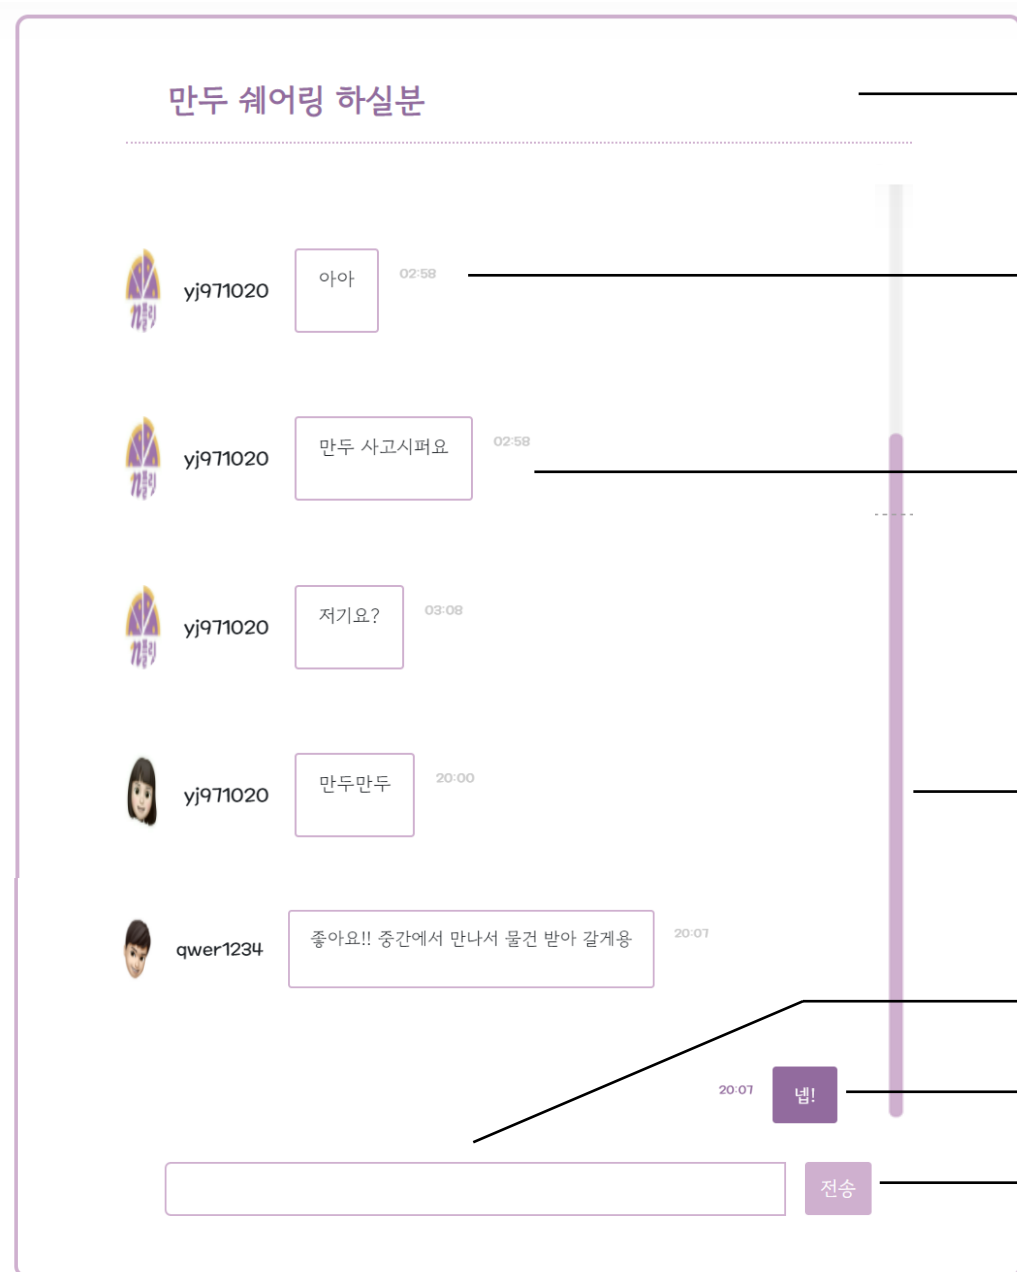 만두 쉐어링 하실분
yj971020 아아 02:58
yj971020 만두 사고시퍼요 02:58
yj971020 저기요? 03:08
yj971020 만두만두 20:00
qwer1234 좋아요!! 중간에서 만나서 물건 받아 갈게용 20:07
20:07 넵!
전송